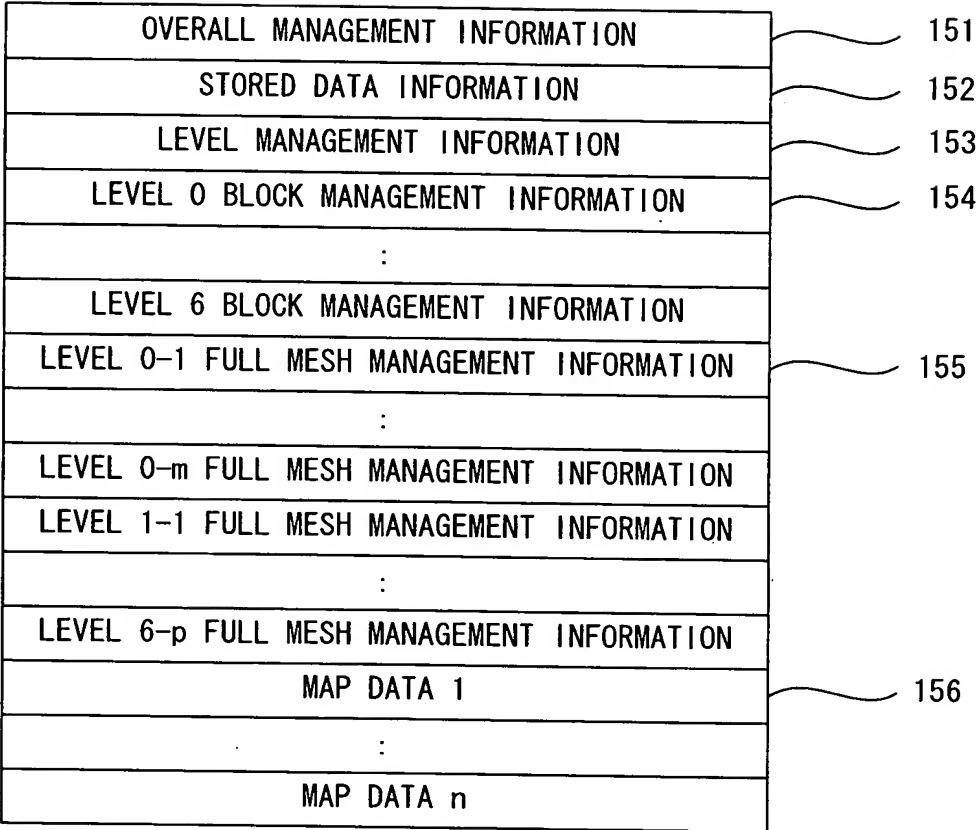 OVERALL MANAGEMENT INFORMATION 151
STORED DATA INFORMATION 152
LEVEL MANAGEMENT INFORMATION 153
LEVEL 0 BLOCK MANAGEMENT INFORMATION 154
:
LEVEL 6 BLOCK MANAGEMENT INFORMATION
LEVEL 0-1 FULL MESH MANAGEMENT INFORMATION 155
:
LEVEL 0-m FULL MESH MANAGEMENT INFORMATION
LEVEL 1-1 FULL MESH MANAGEMENT INFORMATION
:
LEVEL 6-p FULL MESH MANAGEMENT INFORMATION
MAP DATA 1 156
:
MAP DATA n